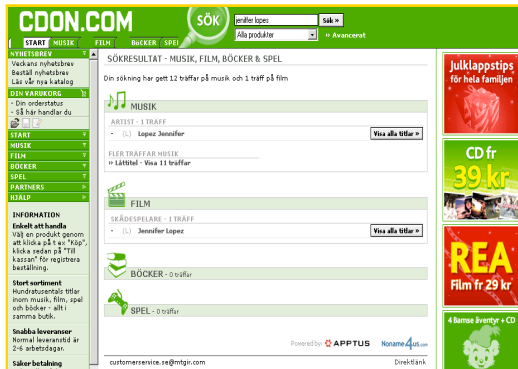 CDON.COM
SÖK
jeniffer lopes
Sök »
Alla produkter
» Avancerat
START MUSIK FILM BÖCKER SPEL
NYHETSBREV
Veckans nyhetsbrev
Beställ nyhetsbrev
Läs vår nya katalog
DIN VARUKORG
- Din orderstatus
- Så här handlar du
START
MUSIK
FILM
BÖCKER
SPEL
PARTNERS
HJÄLP
INFORMATION
Enkelt att handla
Välj en produkt genom
att klicka på t ex "Köp",
klicka sedan på "Till
kassan" för registrera
beställning.
Stort sortiment
Hundratusentals titlar
inom musik, film, spel
och böcker - allt i
samma butik.
Snabba leveranser
Normal leveranstid är
2-6 arbetsdagar.
Säker betalning
SÖKRESULTAT - MUSIK, FILM, BÖCKER & SPEL
Din sökning har gett 12 träffar på musik och 1 träff på film
MUSIK
ARTIST - 1 TRÄFF
- (L) Lopez Jennifer
Visa alla titlar »
FLER TRÄFFAR MUSIK
» Låttitel - Visa 11 träffar
FILM
SKÅDESPELARE - 1 TRÄFF
- (L) Jennifer Lopez
Visa alla titlar »
BÖCKER - 0 träffar
SPEL - 0 träffar
Powered by: APPTUS Noname4us.com
customerservice.se@mtgir.com
Direktlänk
Julklappstips
för hela familjen
CD fr
39 kr
REA
Film fr 29 kr
4 Bamse äventyr + CD